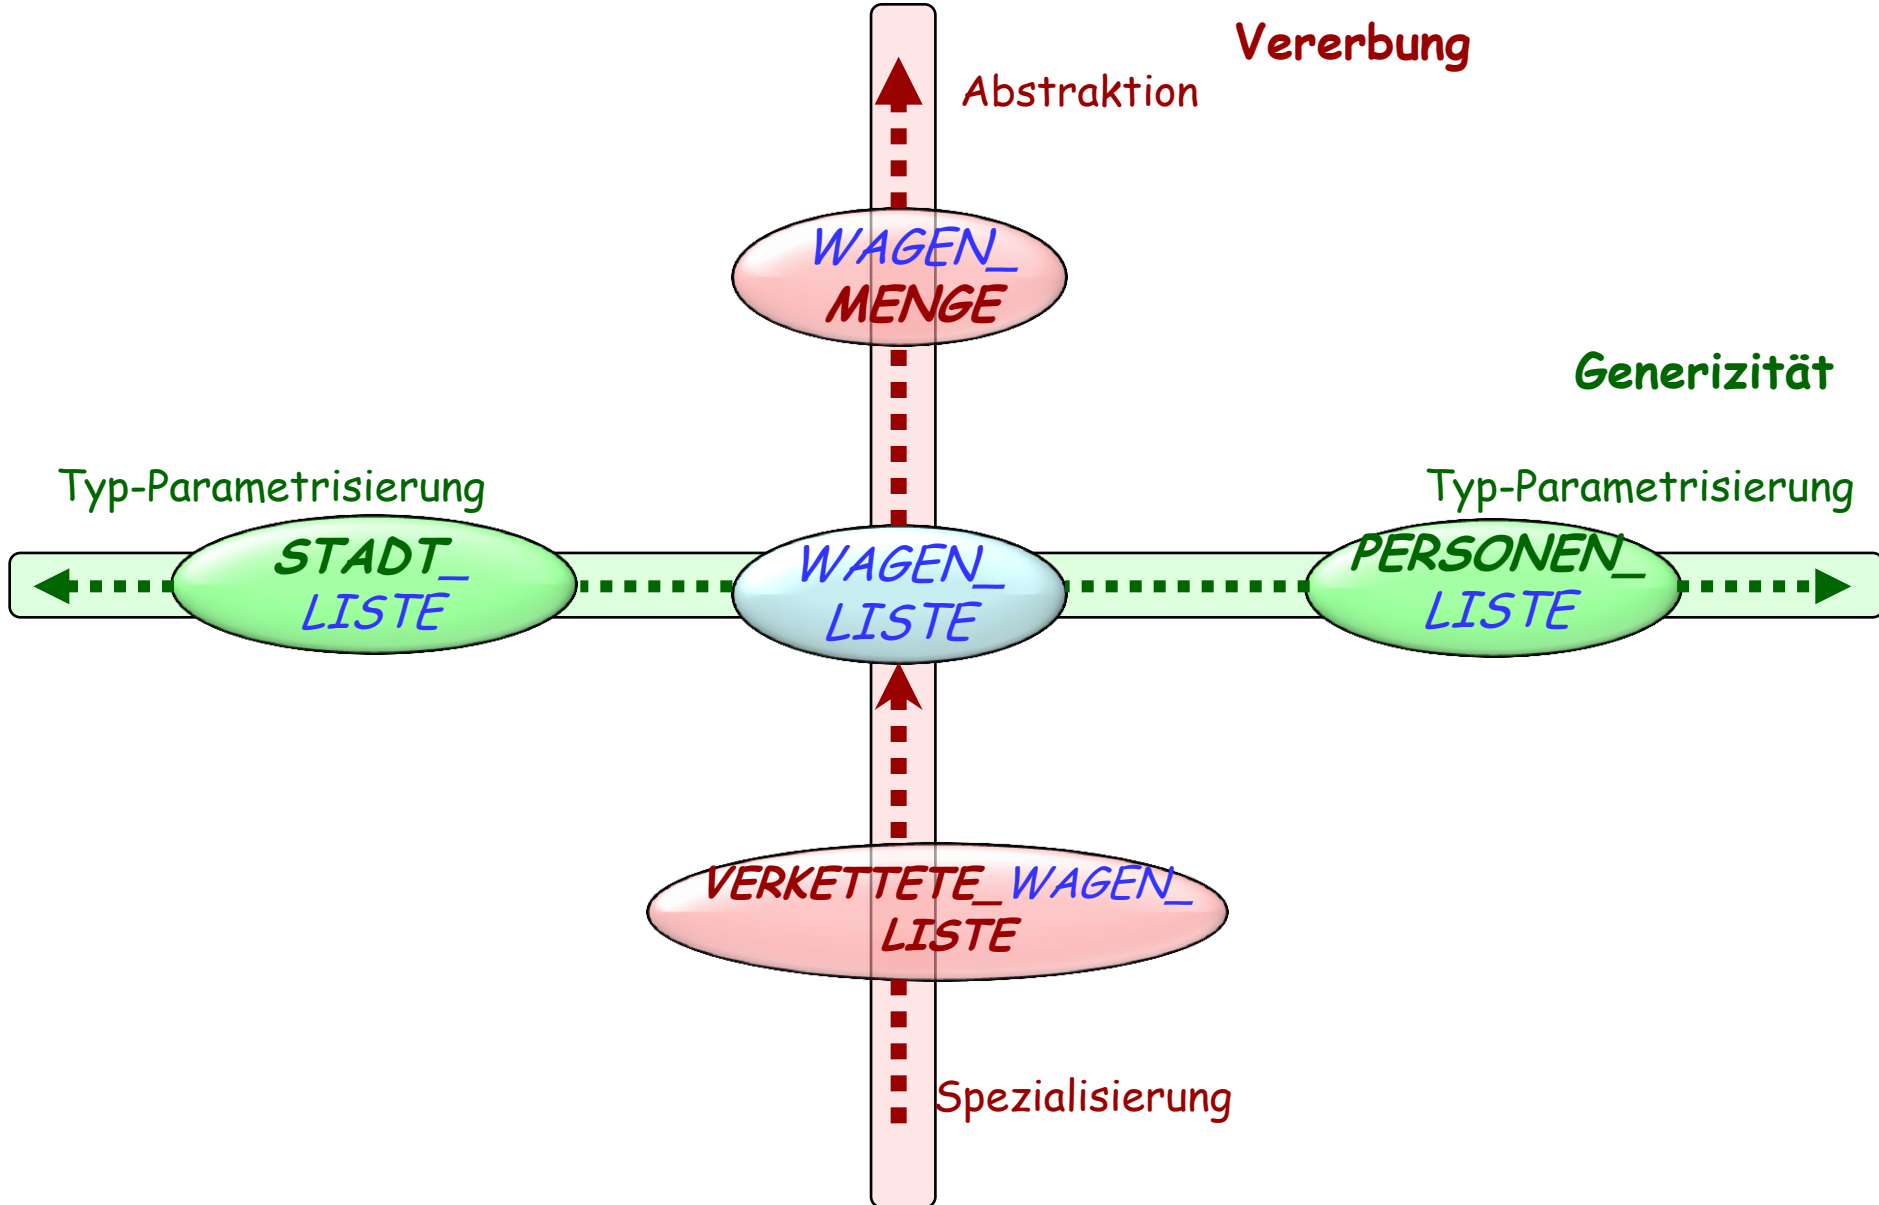 Vererbung
Abstraktion
WAGEN_
MENGE
Generizität
Typ-Parametrisierung
Typ-Parametrisierung
STADT_
LISTE
WAGEN_
LISTE
PERSONEN_
LISTE
VERKETTETE_WAGEN_
LISTE
Spezialisierung